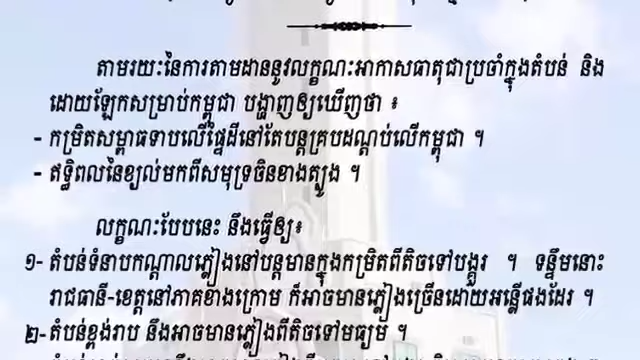 តាមរយៈនៃការតាមដាននូវលក្ខណៈអាកាសធាតុជាប្រចាំក្នុងតំបន់ និង
ដោយឡែកសម្រាប់កម្ពុជា បង្ហាញឲ្យឃើញថា ៖
- កម្រិតសម្ពាធទាបលើផ្ទៃដីនៅតែបន្តគ្របដណ្តប់លើកម្ពុជា ។
- ឥទ្ធិពលនៃខ្យល់មកពីសមុទ្រចិនខាងត្បូង ។
លក្ខណៈបែបនេះ នឹងធ្វើឲ្យ៖
១- តំបន់ទំនាបកណ្តាលភ្លៀងនៅបន្តមានក្នុងកម្រិតពីតិចទៅបង្គួរ ។ ទន្ទឹមនោះ
រាជធានី-ខេត្តនៅភាគខាងក្រោម ក៏អាចមានភ្លៀងច្រើនដោយអន្លើផងដែរ ។
២- តំបន់ខ្ពង់រាប នឹងអាចមានភ្លៀងពីតិចទៅមធ្យម ។